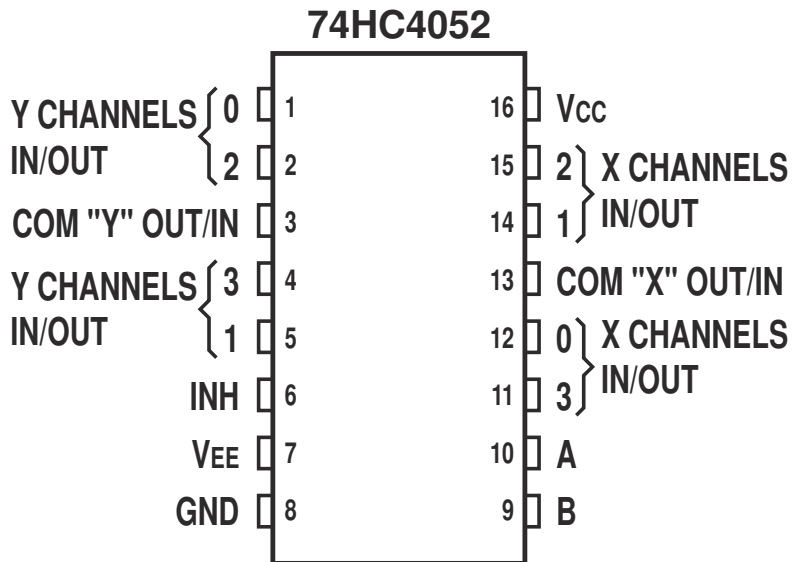 74HC4052
Y CHANNELS IN/OUT
0 1
2 2
COM "Y" OUT/IN 3
Y CHANNELS IN/OUT
3 4
1 5
INH 6
VEE 7
GND 8
16 Vcc
15 2
14 1
X CHANNELS IN/OUT
13 COM "X" OUT/IN
12 0
11 3
X CHANNELS IN/OUT
10 A
9 B